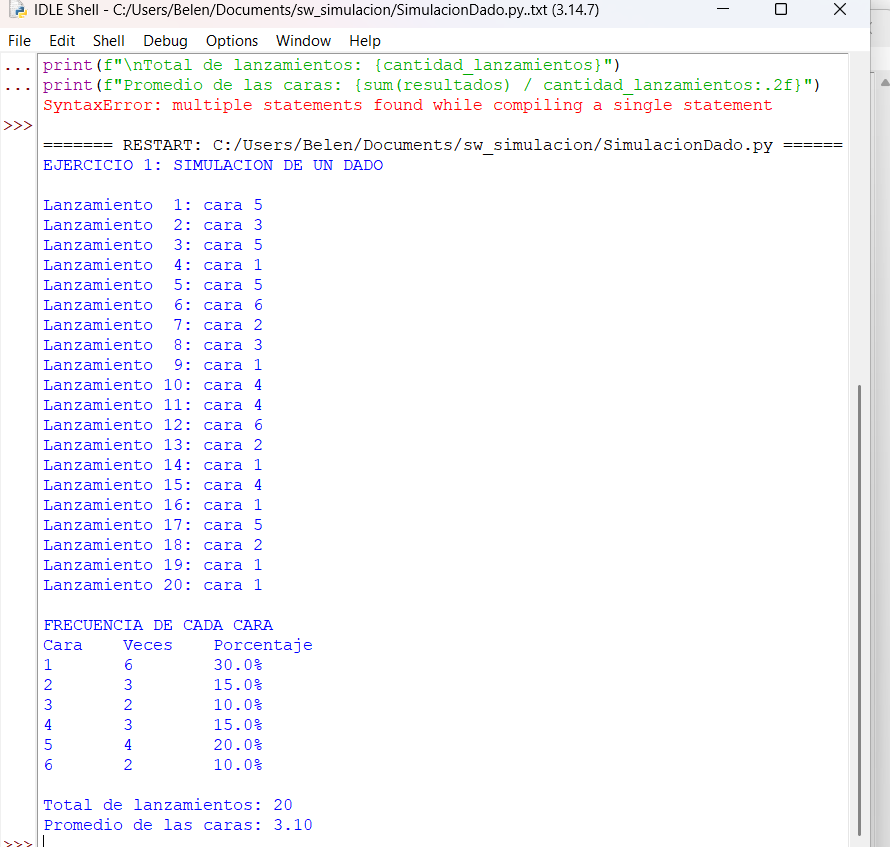 IDLE Shell - C:/Users/Belen/Documents/sw_simulacion/SimulacionDado.py..txt (3.14.7)
File Edit Shell Debug Options Window Help
... print(f"\nTotal de lanzamientos: {cantidad_lanzamientos}")
... print(f"Promedio de las caras: {sum(resultados) / cantidad_lanzamientos:.2f}")
SyntaxError: multiple statements found while compiling a single statement
>>>
======= RESTART: C:/Users/Belen/Documents/sw_simulacion/SimulacionDado.py ======
EJERCICIO 1: SIMULACION DE UN DADO
Lanzamiento  1: cara 5
Lanzamiento  2: cara 3
Lanzamiento  3: cara 5
Lanzamiento  4: cara 1
Lanzamiento  5: cara 5
Lanzamiento  6: cara 6
Lanzamiento  7: cara 2
Lanzamiento  8: cara 3
Lanzamiento  9: cara 1
Lanzamiento 10: cara 4
Lanzamiento 11: cara 4
Lanzamiento 12: cara 6
Lanzamiento 13: cara 2
Lanzamiento 14: cara 1
Lanzamiento 15: cara 4
Lanzamiento 16: cara 1
Lanzamiento 17: cara 5
Lanzamiento 18: cara 2
Lanzamiento 19: cara 1
Lanzamiento 20: cara 1
FRECUENCIA DE CADA CARA
Cara    Veces    Porcentaje
1       6        30.0%
2       3        15.0%
3       2        10.0%
4       3        15.0%
5       4        20.0%
6       2        10.0%
Total de lanzamientos: 20
Promedio de las caras: 3.10
>>>